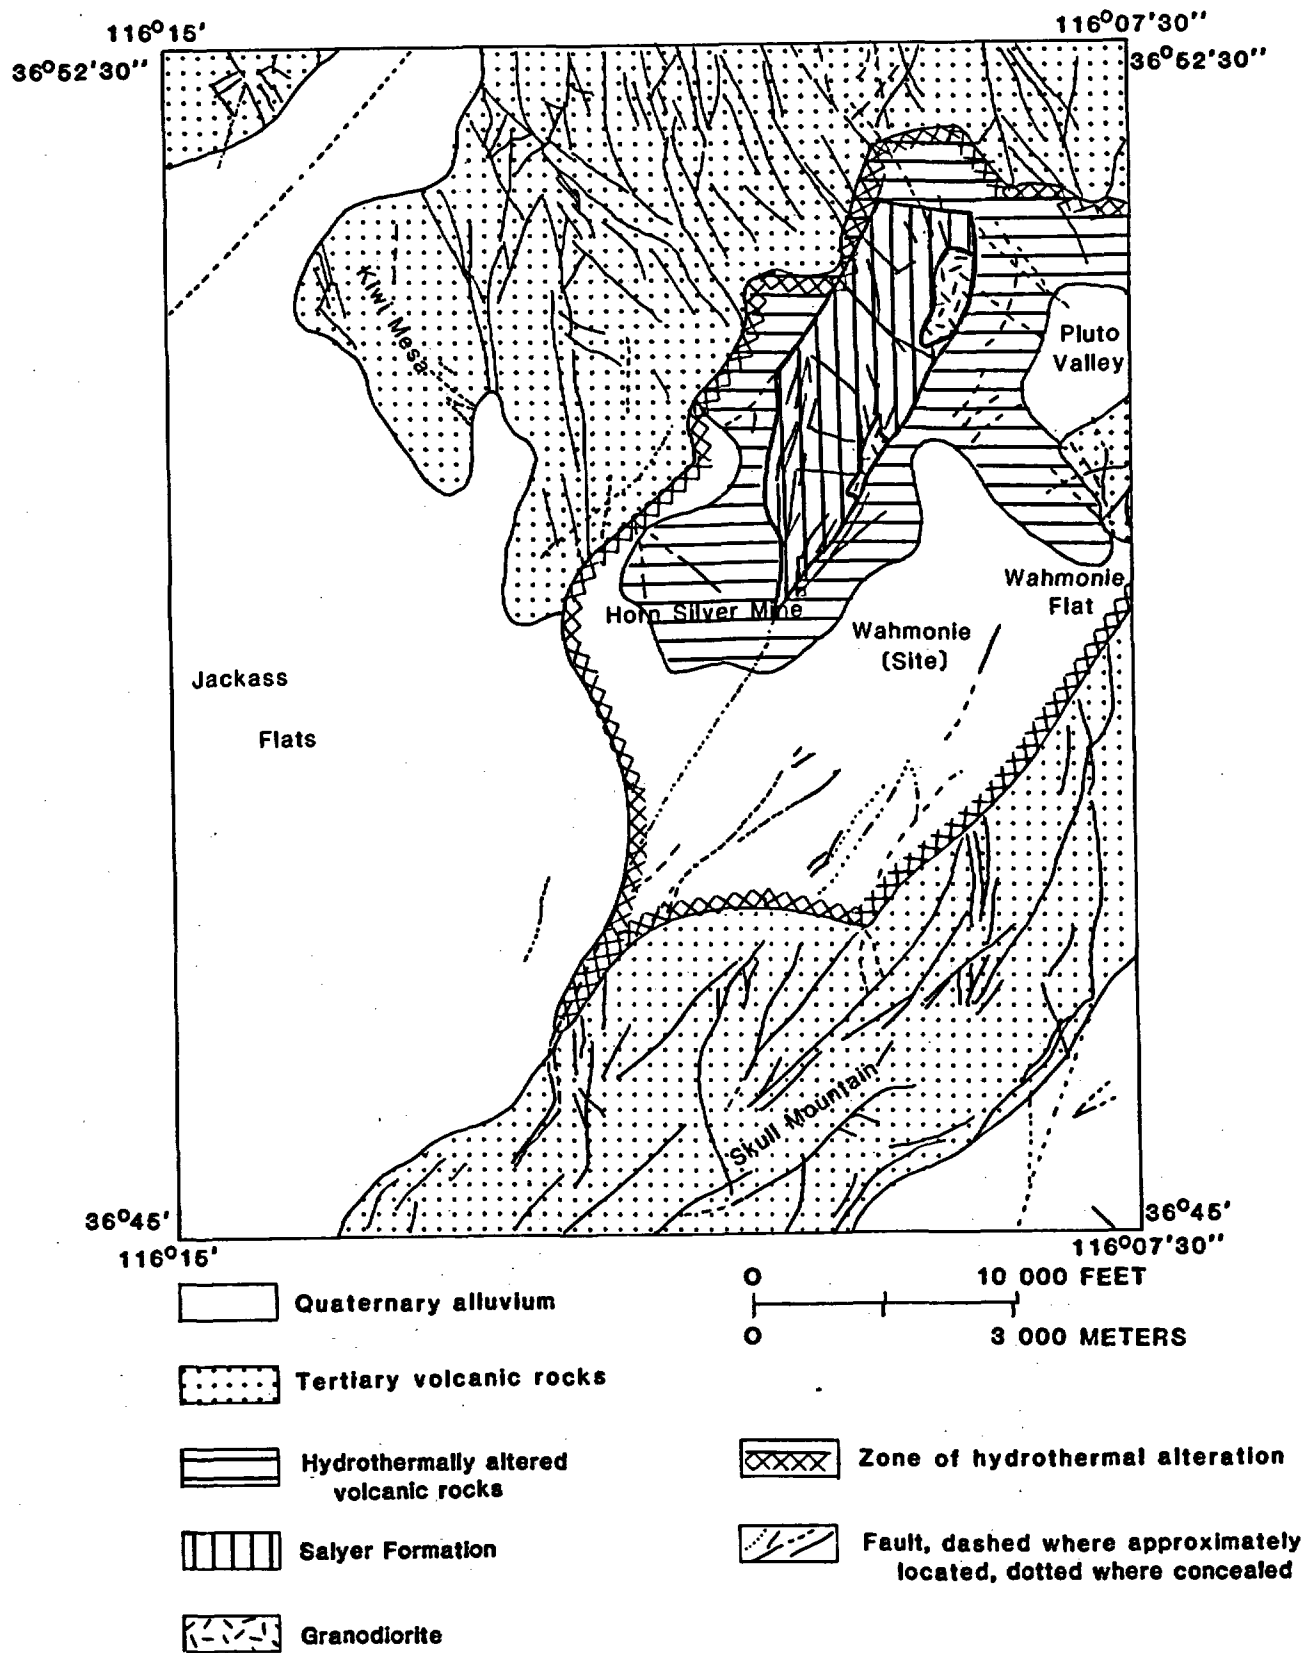 116°15'
116°07'30"
36°52'30"
36°52'30"
Kiwi Mesa
Pluto
Valley
Wahmonie
Flat
Horn Silver Mine
Wahmonie
(Site)
Jackass
Flats
Skull Mountain
36°45'
36°45'
116°15'
116°07'30"
0 10 000 FEET
0 3 000 METERS
Quaternary alluvium
Tertiary volcanic rocks
Hydrothermally altered
volcanic rocks
Zone of hydrothermal alteration
Salyer Formation
Fault, dashed where approximately
located, dotted where concealed
Granodiorite